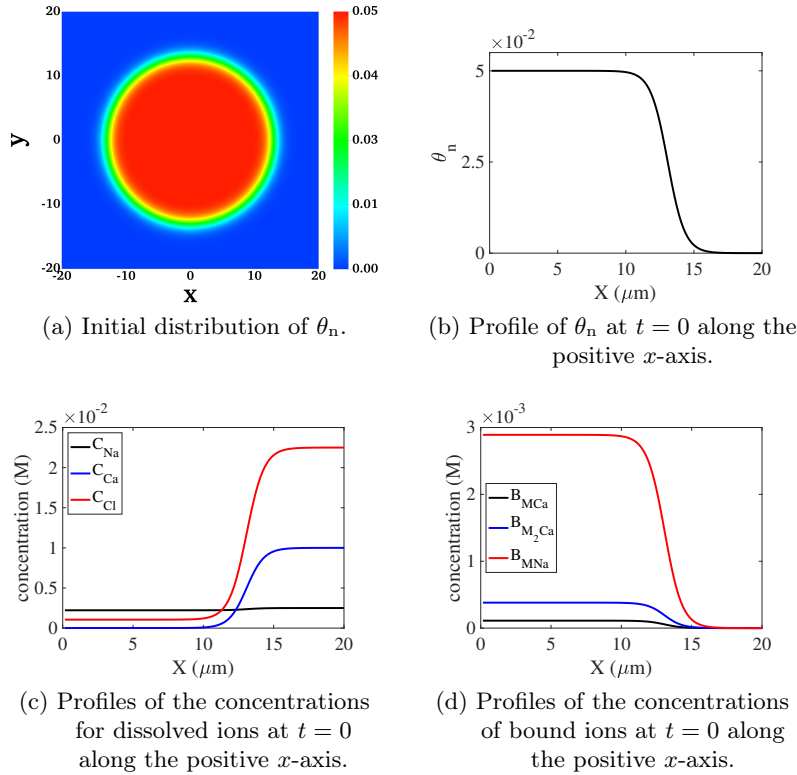 20
10
0
-10
20
-20
-10
0
10
20
y
x
0.05
0.04
0.03
0.01
0.00
(a) Initial distribution of θn.
×10-2
5
2.5
0
0
5
10
15
20
θn
X (μm)
(b) Profile of θn at t = 0 along the
positive x-axis.
×10-2
2.5
2
1.5
1
0.5
0
0
5
10
15
20
concentration (M)
X (μm)
CNa
CCa
CCl
(c) Profiles of the concentrations
for dissolved ions at t = 0
along the positive x-axis.
×10-3
3
2
1
0
0
5
10
15
20
concentration (M)
X (μm)
BMCa
BM2Ca
BMNa
(d) Profiles of the concentrations
of bound ions at t = 0 along
the positive x-axis.